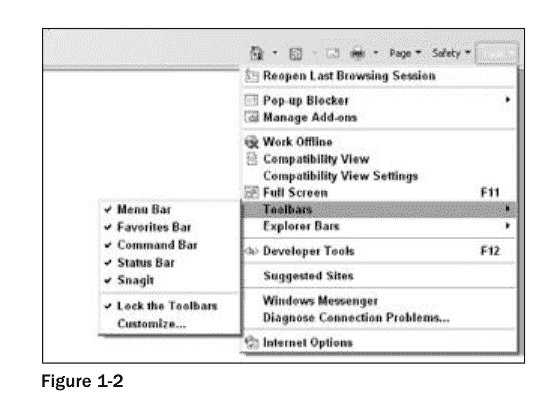 Page Safety
Reopen Last Browsing Session
Pop-up Blocker
Manage Add-ons
Work Offline
Compatibility View
Compatibility View Settings
Full Screen F11
Toolbars
Explorer Bars
Developer Tools F12
Suggested Sites
Windows Messenger
Diagnose Connection Problems...
Internet Options
Menu Bar
Favorites Bar
Command Bar
Status Bar
Snagit
Lock the Toolbars
Customize...
Figure 1-2